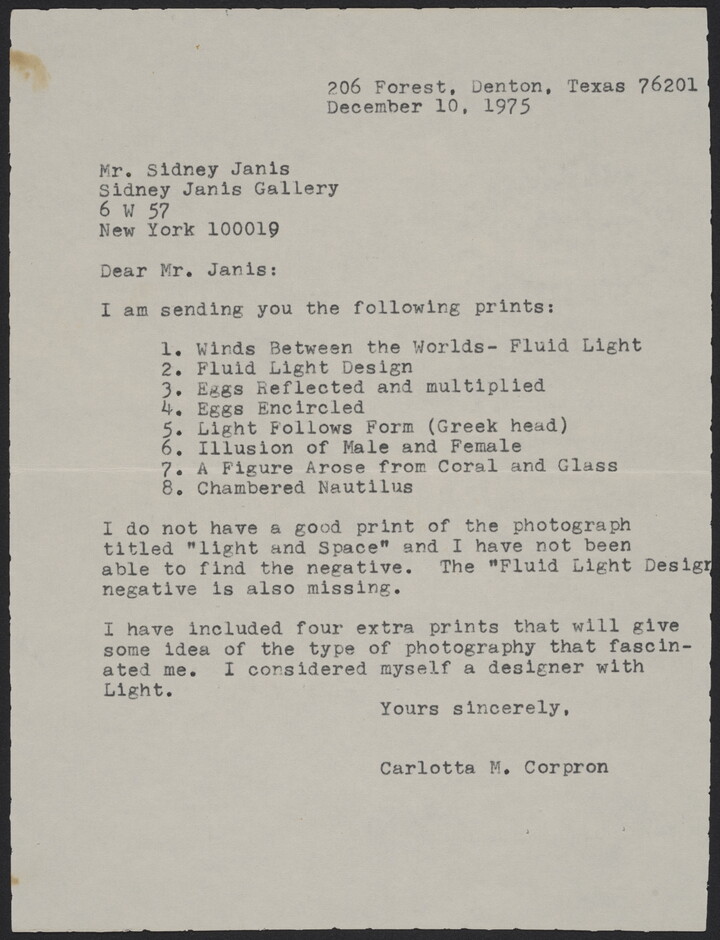 206 Forest, Denton, Texas 76201
December 10, 1975
Mr. Sidney Janis
Sidney Janis Gallery
6 W 57
New York 100019
Dear Mr. Janis:
I am sending you the following prints:
1. Winds Between the Worlds- Fluid Light
2. Fluid Light Design
3. Eggs Reflected and multiplied
4. Eggs Encircled
5. Light Follows Form (Greek head)
6. Illusion of Male and Female
7. A Figure Arose from Coral and Glass
8. Chambered Nautilus
I do not have a good print of the photograph
titled "light and Space" and I have not been
able to find the negative.  The "Fluid Light Design
negative is also missing.
I have included four extra prints that will give
some idea of the type of photography that fascin-
ated me.  I considered myself a designer with
Light.
Yours sincerely,
Carlotta M. Corpron